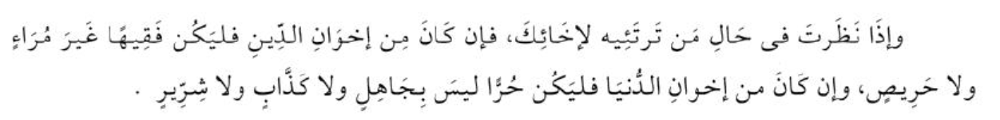 وإذَا نَظَرتَ فى حَالِ مَن تَرتَئِيه لإخَائِكَ، فإن كَانَ مِن إخوَانِ الدِّينِ فليَكُن فَقِيهًا غَيرَ مُرَاءٍ
ولا حَرِيصٍ، وإن كَانَ من إخوانِ الدُّنيَا فليَكُن حُرًّا ليسَ بِجَاهِلٍ ولا كَذَّابٍ ولا شِرِّيرٍ .